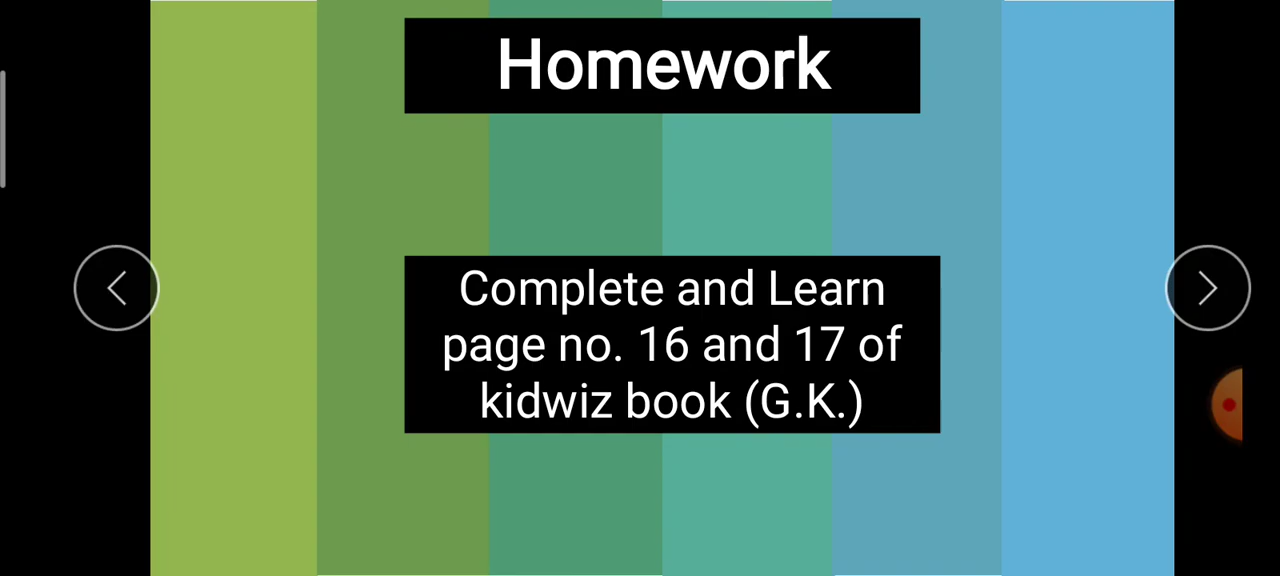 Homework
Complete and Learn
page no. 16 and 17 of
kidwiz book (G.K.)